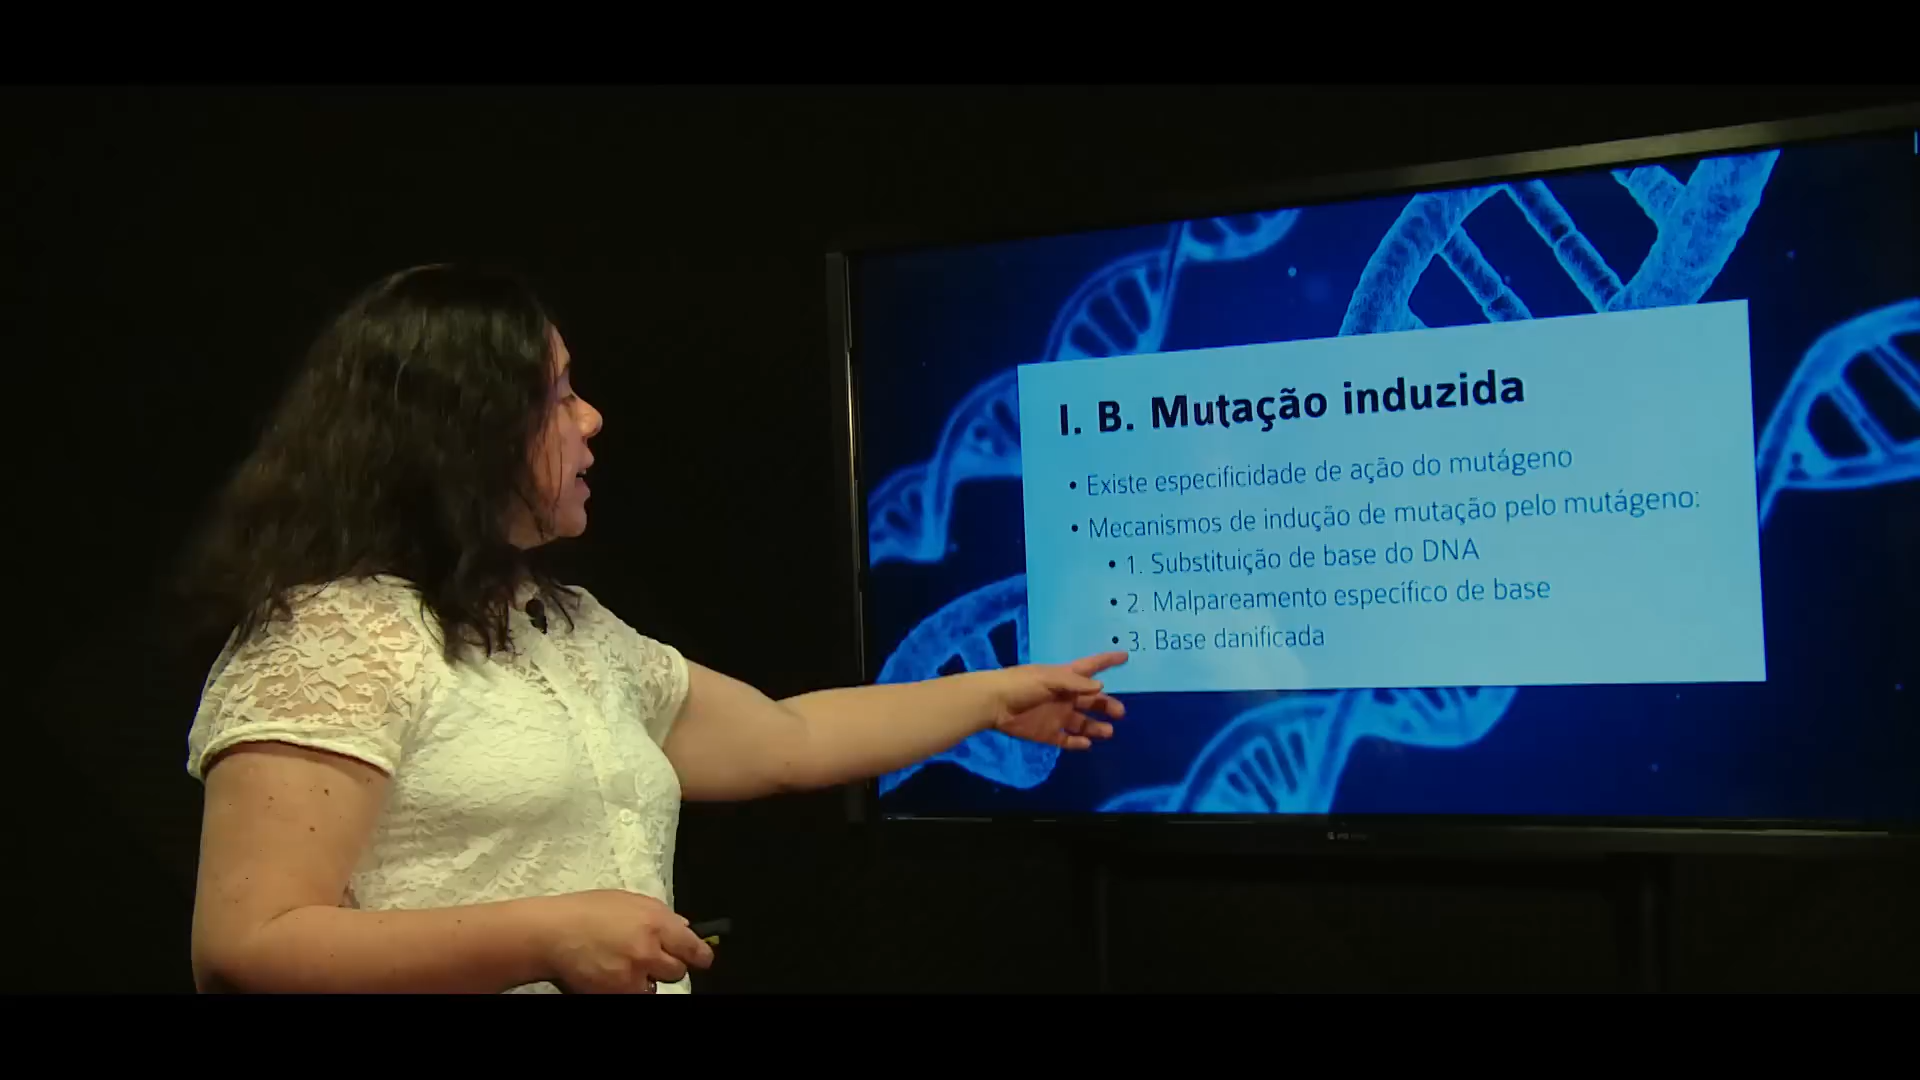 I. B. Mutação induzida
• Existe especificidade de ação do mutágeno
• Mecanismos de indução de mutação pelo mutágeno:
• 1. Substituição de base do DNA
• 2. Malpareamento específico de base
• 3. Base danificada